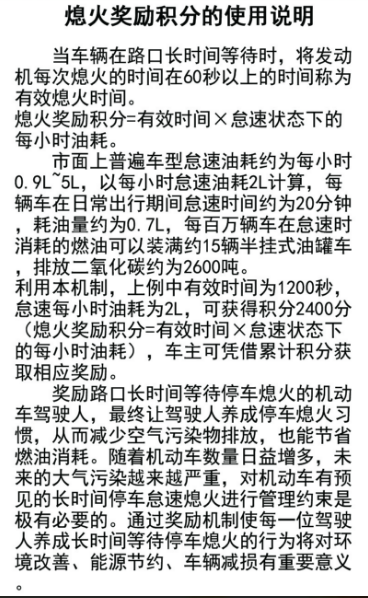 熄火奖励积分的使用说明
当车辆在路口长时间等待时，将发动
机每次熄火的时间在60秒以上的时间称为
有效熄火时间。
熄火奖励积分=有效时间×怠速状态下的
每小时油耗。
市面上普遍车型怠速油耗约为每小时
0.9L~5L，以每小时怠速油耗2L计算，每
辆车在日常出行期间怠速时间约为20分钟
，耗油量约为0.7L，每百万辆车在怠速时
消耗的燃油可以装满约15辆半挂式油罐车
，排放二氧化碳约为2600吨。
利用本机制，上例中有效时间为1200秒，
怠速每小时油耗为2L，可获得积分2400分
（熄火奖励积分=有效时间×怠速状态下
的每小时油耗），车主可凭借累计积分获
取相应奖励。
奖励路口长时间等待停车熄火的机动
车驾驶人，最终让驾驶人养成停车熄火习
惯，从而减少空气污染物排放，也能节省
燃油消耗。随着机动车数量日益增多，未
来的大气污染越来越严重，对机动车有预
见的长时间停车怠速熄火进行管理约束是
极有必要的。通过奖励机制使每一位驾驶
人养成长时间等待停车熄火的行为将对环
境改善、能源节约、车辆减损有重要意义
。